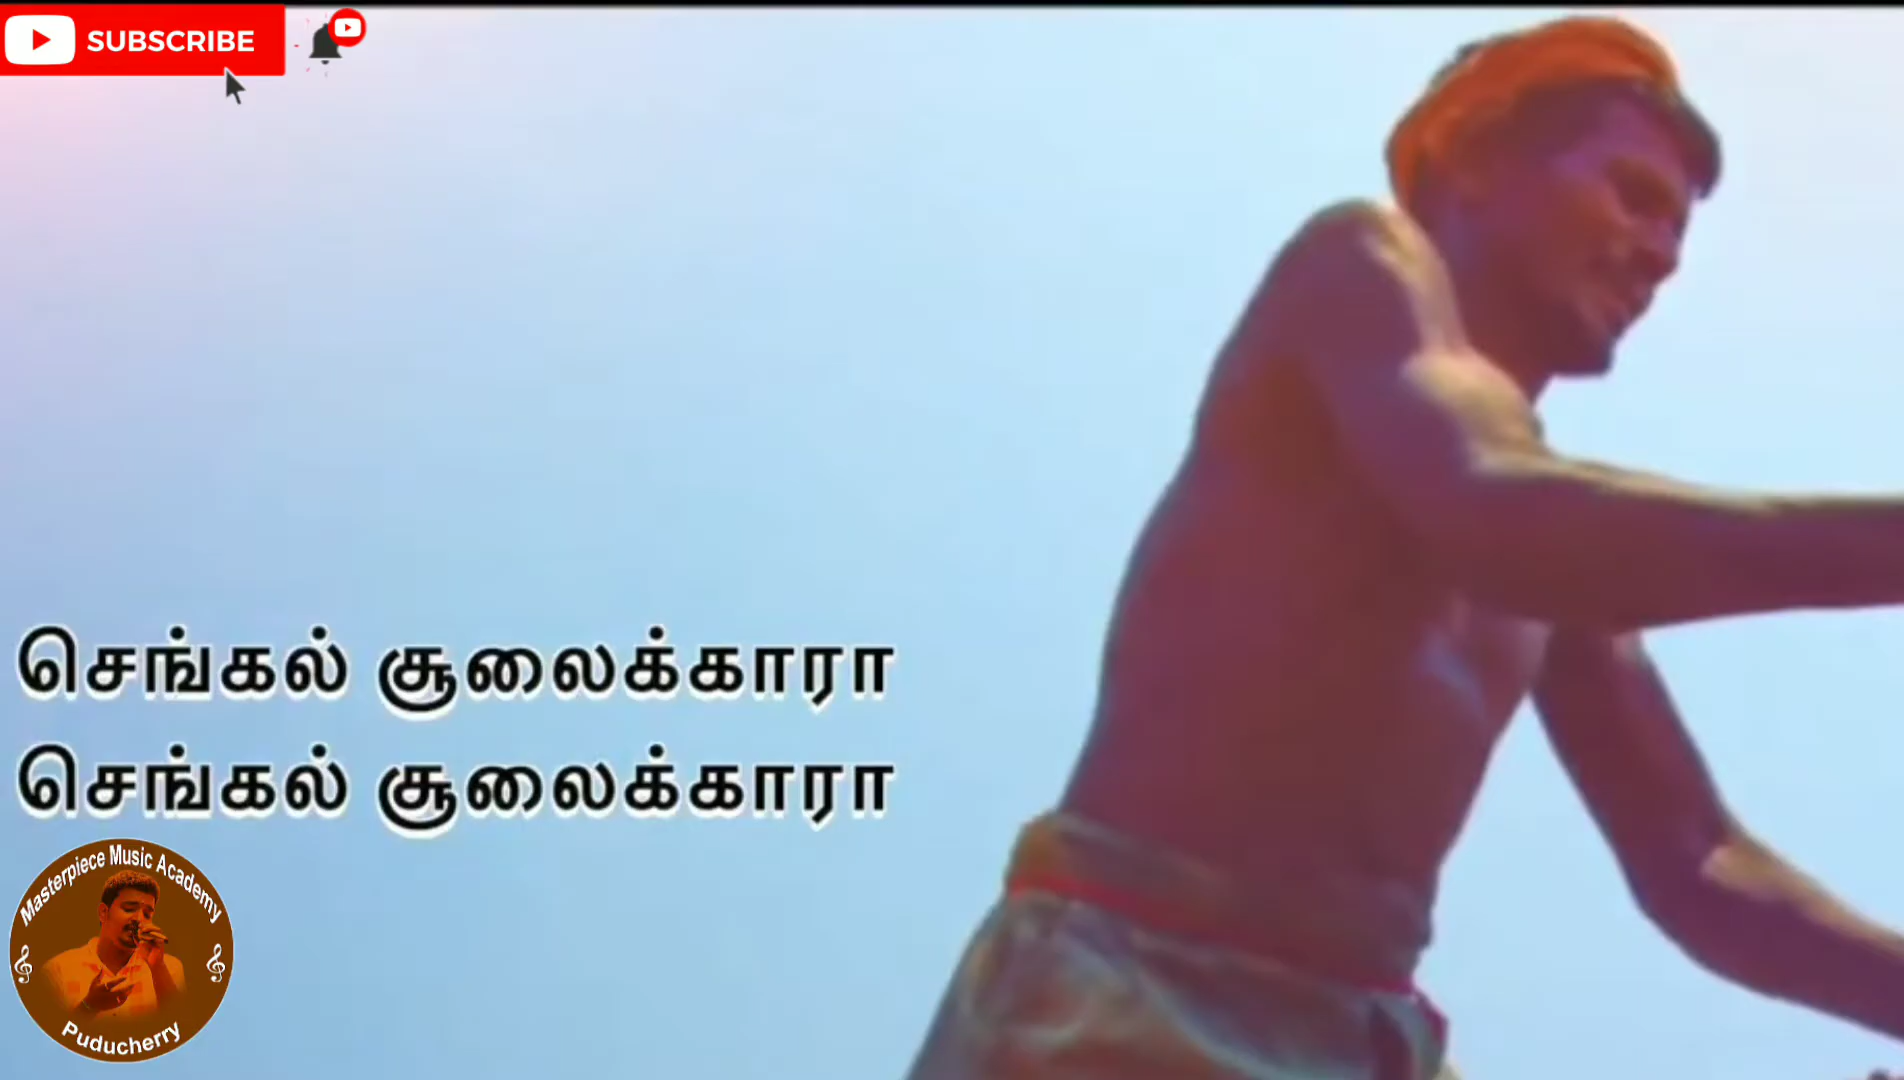 SUBSCRIBE
செங்கல் சூலைக்காரா
செங்கல் சூலைக்காரா
Masterpiece Music Academy
Puducherry